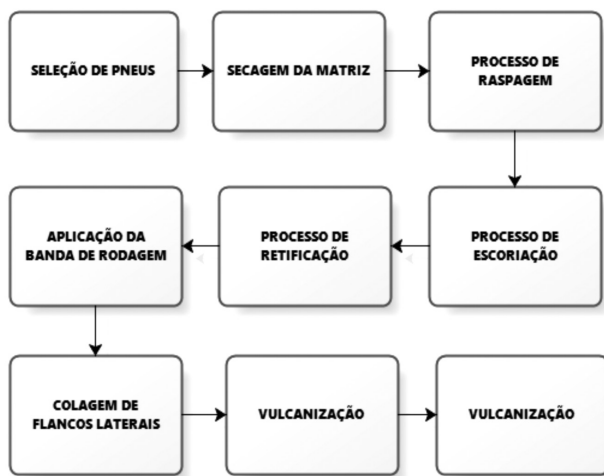 SELEÇÃO DE PNEUS
SECAGEM DA MATRIZ
PROCESSO DE
RASPAGEM
PROCESSO DE
ESCORIAÇÃO
PROCESSO DE
RETIFICAÇÃO
APLICAÇÃO DA
BANDA DE RODAGEM
COLAGEM DE
FLANCOS LATERAIS
VULCANIZAÇÃO
VULCANIZAÇÃO